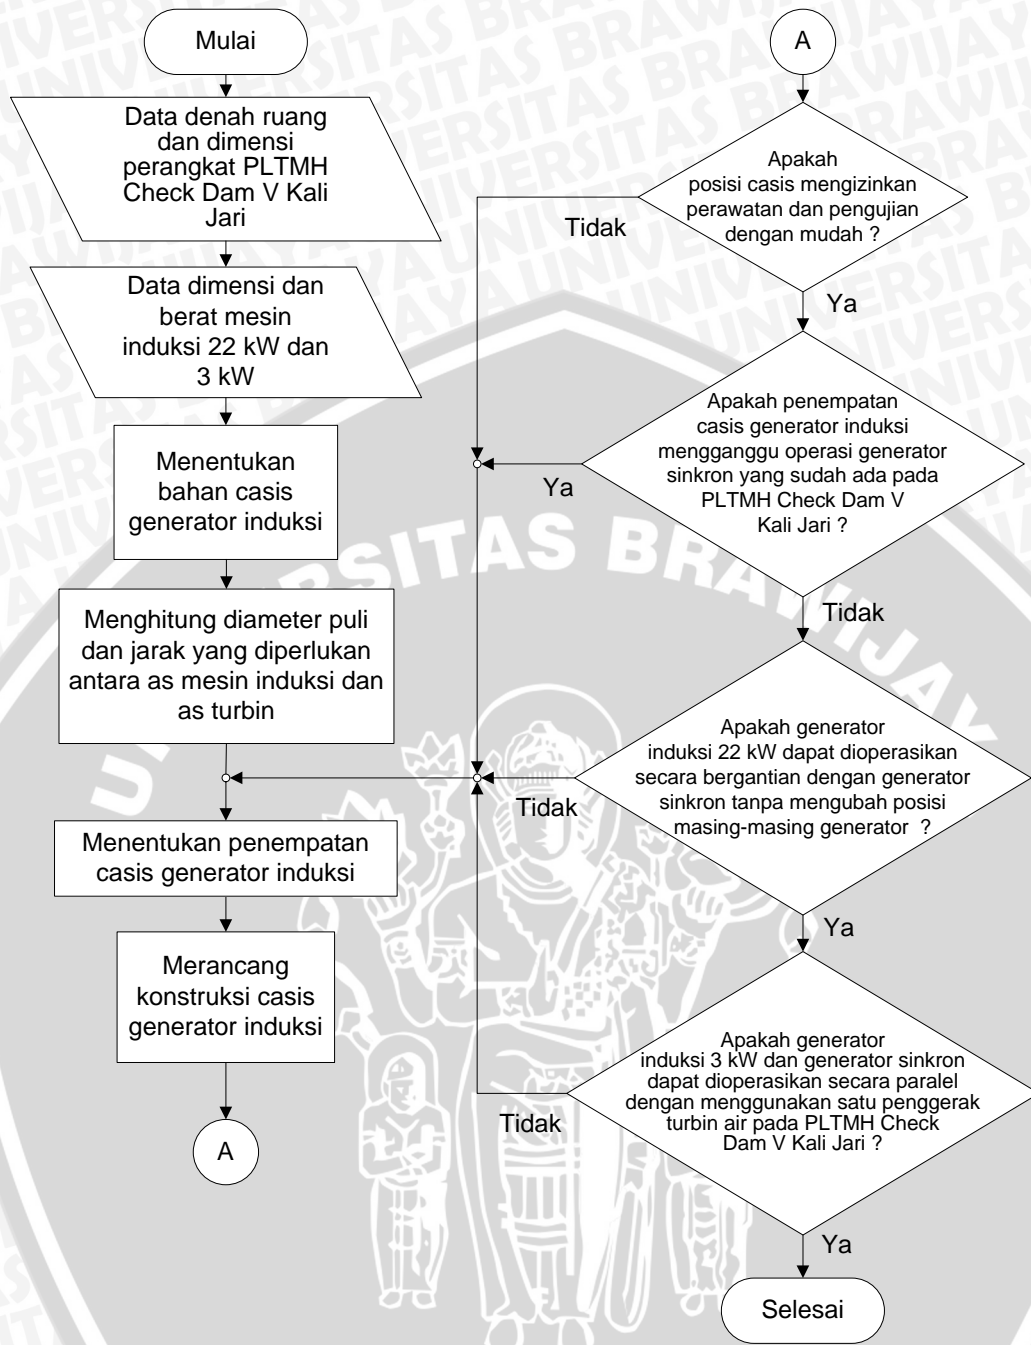 Mulai
Data denah ruang
dan dimensi
perangkat PLTMH
Check Dam V Kali
Jari
Data dimensi dan
berat mesin
induksi 22 kW dan
3 kW
Menentukan
bahan casis
generator induksi
Menghitung diameter puli
dan jarak yang diperlukan
antara as mesin induksi dan
as turbin
Menentukan penempatan
casis generator induksi
Merancang
konstruksi casis
generator induksi
A
A
Apakah
posisi casis mengizinkan
perawatan dan pengujian
dengan mudah ?
Tidak
Ya
Apakah penempatan
casis generator induksi
mengganggu operasi generator
sinkron yang sudah ada pada
PLTMH Check Dam V
Kali Jari ?
Ya
Tidak
Apakah generator
induksi 22 kW dapat dioperasikan
secara bergantian dengan generator
sinkron tanpa mengubah posisi
masing-masing generator ?
Tidak
Ya
Apakah generator
induksi 3 kW dan generator sinkron
dapat dioperasikan secara paralel
dengan menggunakan satu penggerak
turbin air pada PLTMH Check
Dam V Kali Jari ?
Tidak
Ya
Selesai